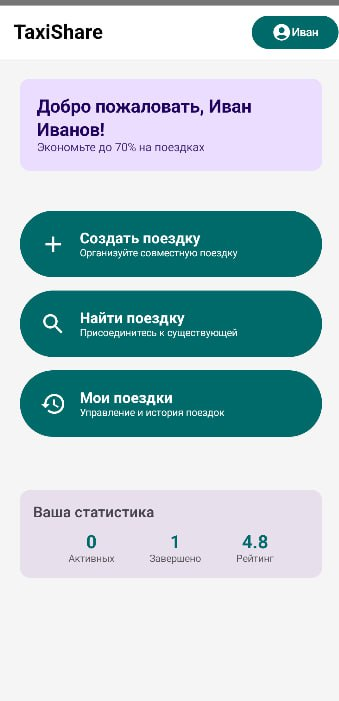 TaxiShare
Иван
Добро пожаловать, Иван
Иванов!
Экономьте до 70% на поездках
Создать поездку
Организуйте совместную поездку
Найти поездку
Присоединитесь к существующей
Мои поездки
Управление и история поездок
Ваша статистика
0 1 4.8
Активных Завершено Рейтинг